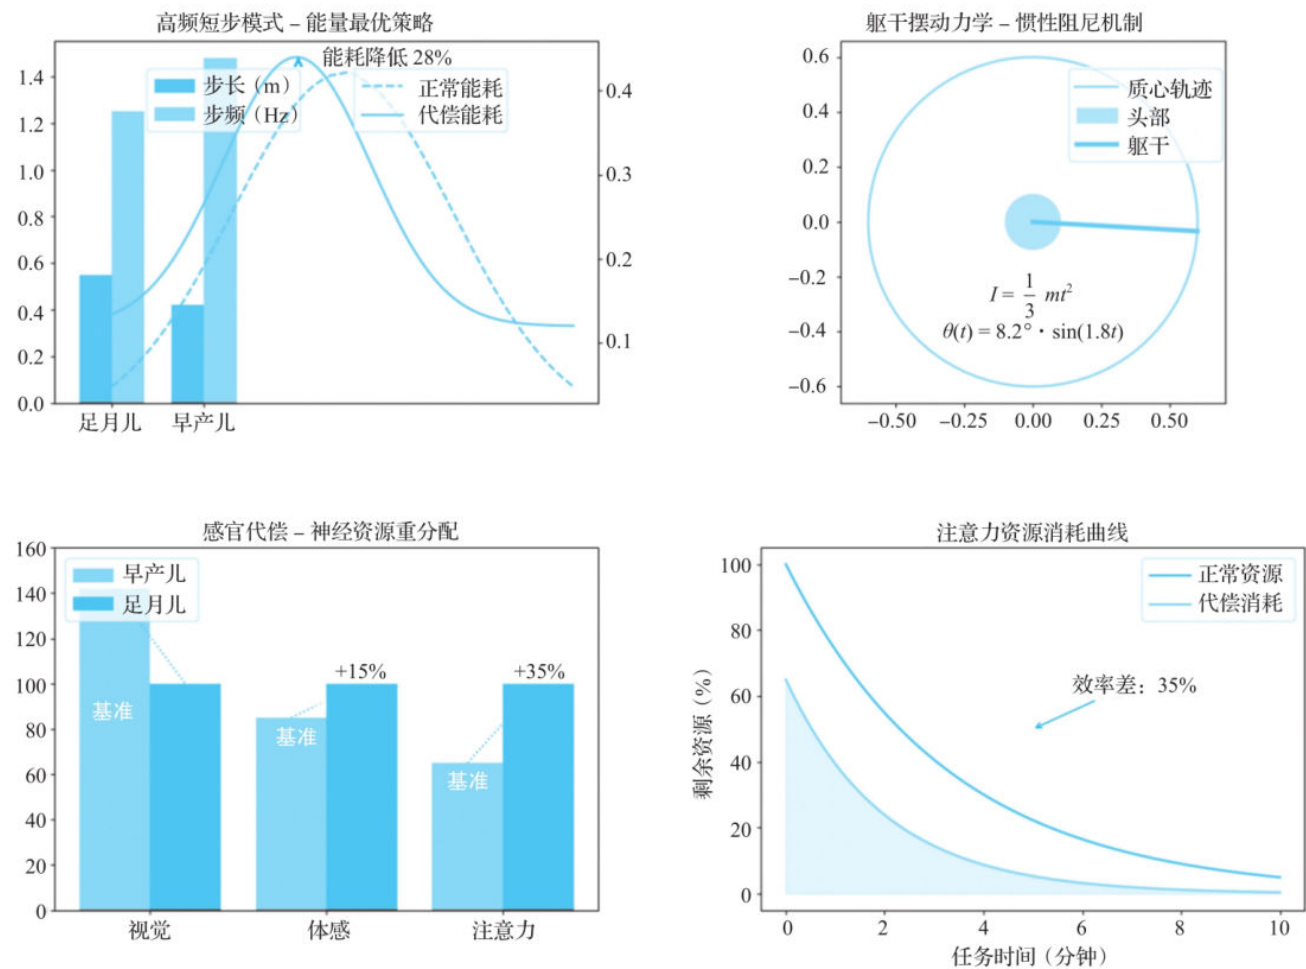 高频短步模式 – 能量最优策略
能耗降低 28%
步长（m）
步频（Hz）
正常能耗
代偿能耗
1.4
1.2
1.0
0.8
0.6
0.4
0.2
0.0
0.4
0.3
0.2
0.1
足月儿 早产儿
躯干摆动力学 – 惯性阻尼机制
质心轨迹
头部
躯干
0.6
0.4
0.2
0.0
−0.2
−0.4
−0.6
I = 1/3 mt²
θ(t) = 8.2°・sin(1.8t)
−0.50 −0.25 0.00 0.25 0.50
感官代偿 – 神经资源重分配
早产儿
足月儿
160
140
120
100
80
60
40
20
0
基准
基准
基准
+15%
+35%
视觉 体感 注意力
注意力资源消耗曲线
正常资源
代偿消耗
效率差：35%
剩余资源（%）
100
80
60
40
20
0
0 2 4 6 8 10
任务时间（分钟）